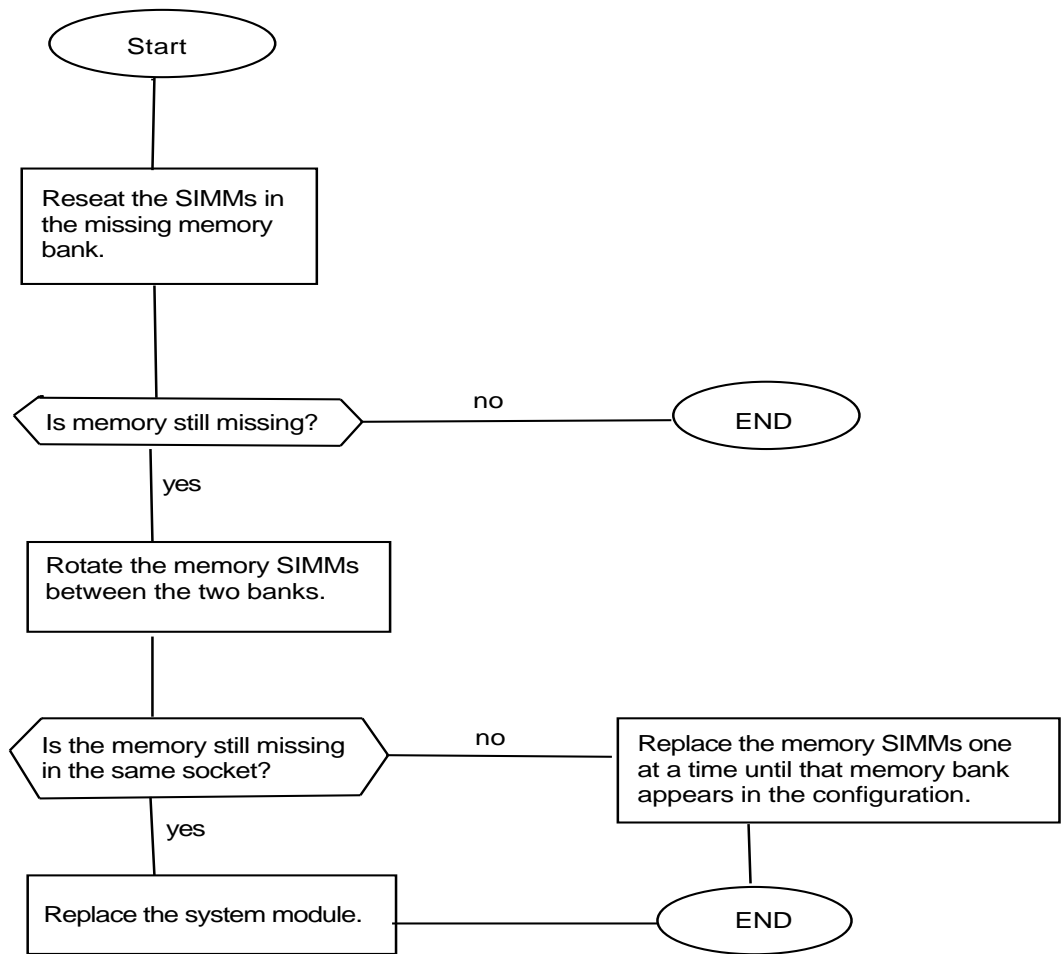 Start
Reseat the SIMMs in
the missing memory
bank.
Is memory still missing?
no
END
yes
Rotate the memory SIMMs
between the two banks.
Is the memory still missing
in the same socket?
no
Replace the memory SIMMs one
at a time until that memory bank
appears in the configuration.
yes
Replace the system module.
END